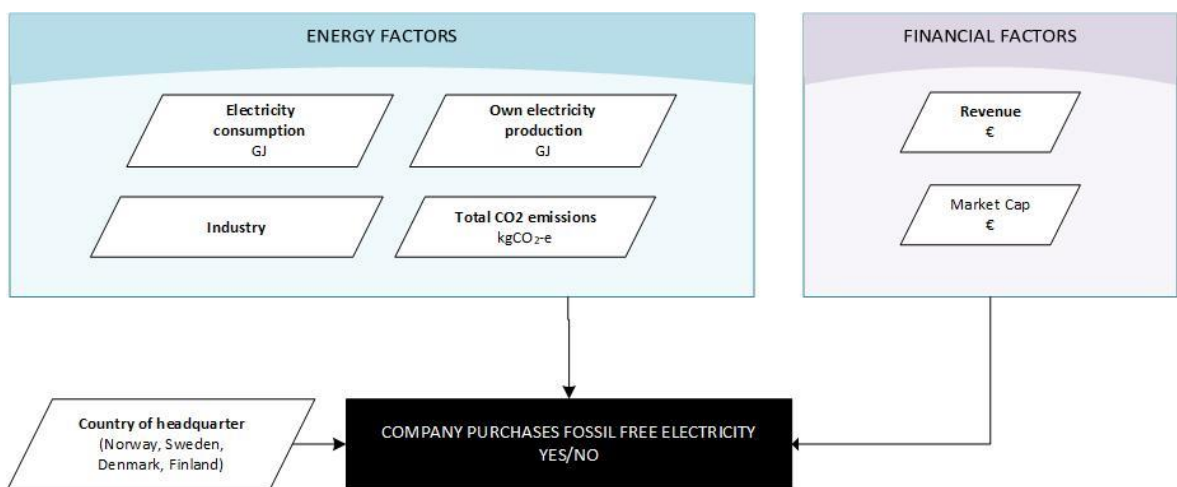 ENERGY FACTORS
Electricity
consumption
GJ
Own electricity
production
GJ
Industry
Total CO2 emissions
kgCO₂-e
FINANCIAL FACTORS
Revenue
€
Market Cap
€
Country of headquarter
(Norway, Sweden,
Denmark, Finland)
COMPANY PURCHASES FOSSIL FREE ELECTRICITY
YES/NO